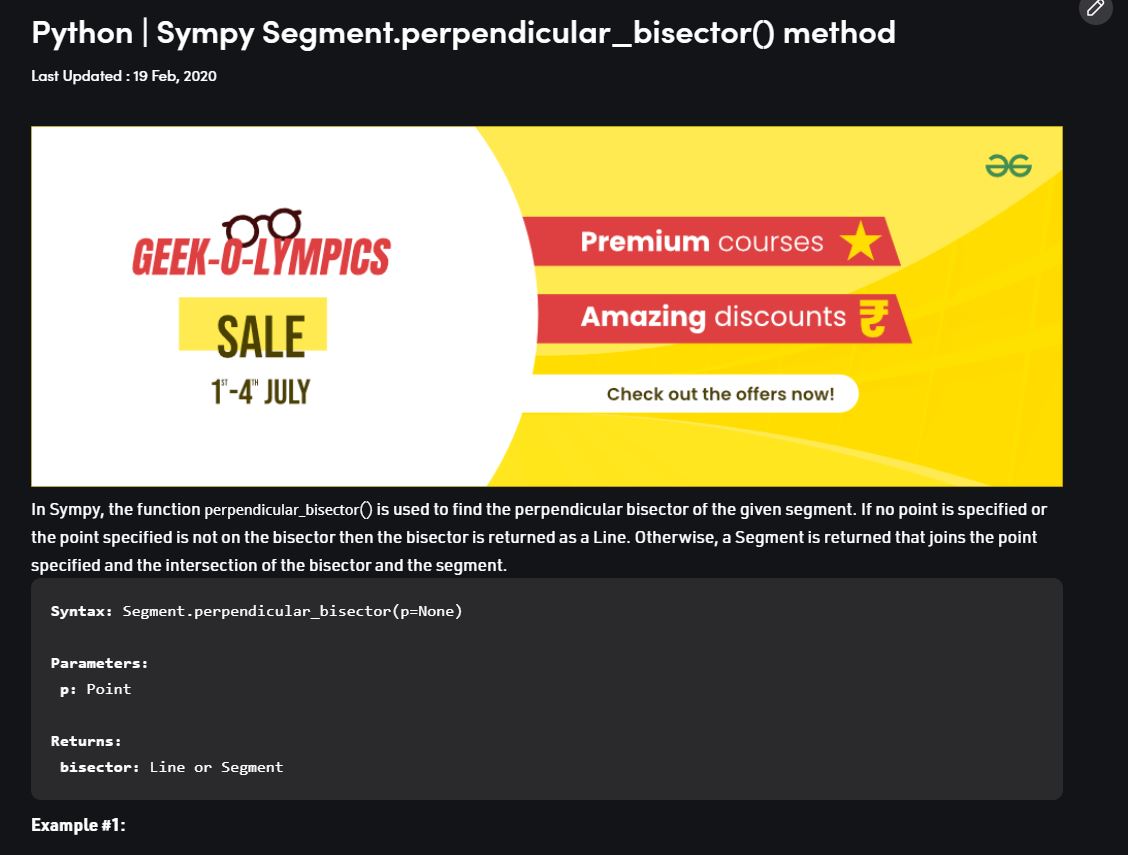 Python | Sympy Segment.perpendicular_bisector() method
Last Updated : 19 Feb, 2020
GEEK-O-LYMPICS
SALE
1ST-4TH JULY
Premium courses
Amazing discounts ₹
Check out the offers now!
In Sympy, the function perpendicular_bisector() is used to find the perpendicular bisector of the given segment. If no point is specified or
the point specified is not on the bisector then the bisector is returned as a Line. Otherwise, a Segment is returned that joins the point
specified and the intersection of the bisector and the segment.
Syntax: Segment.perpendicular_bisector(p=None)
Parameters:
p: Point
Returns:
bisector: Line or Segment
Example #1: